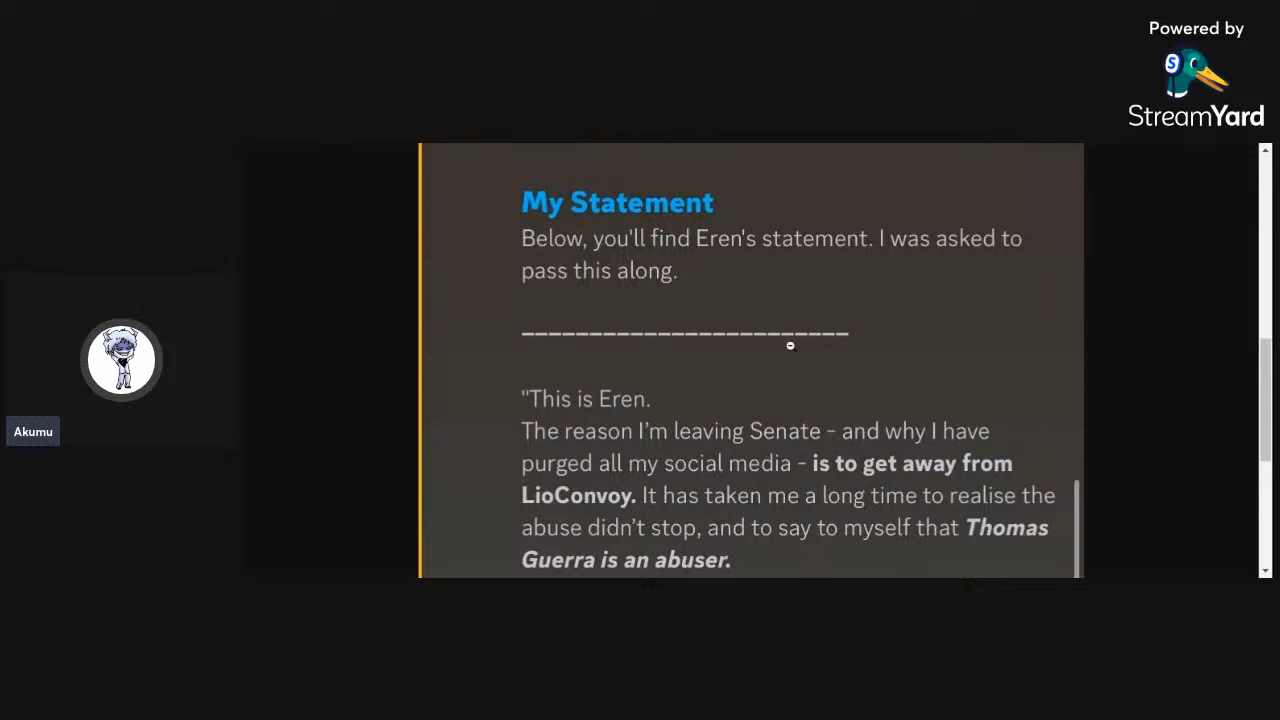 Powered by
S
StreamYard
My Statement
Below, you'll find Eren's statement. I was asked to
pass this along.
________________________
"This is Eren.
The reason I'm leaving Senate - and why I have
purged all my social media - is to get away from
LioConvoy. It has taken me a long time to realise the
abuse didn't stop, and to say to myself that Thomas
Guerra is an abuser.
Akumu